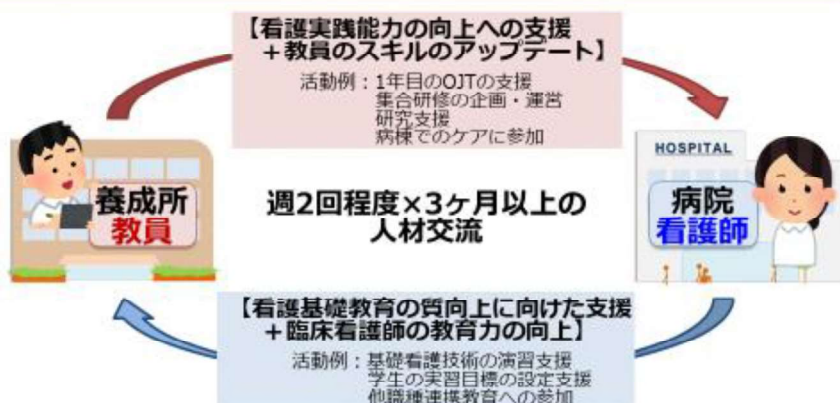 【看護実践能力の向上への支援
＋教員のスキルのアップデート】
活動例：1年目のOJTの支援
集合研修の企画・運営
研究支援
病棟でのケアに参加
養成所
教員
週2回程度×3ヶ月以上の
人材交流
HOSPITAL
病院
看護師
【看護基礎教育の質向上に向けた支援
＋臨床看護師の教育力の向上】
活動例：基礎看護技術の演習支援
学生の実習目標の設定支援
他職種連携教育への参加